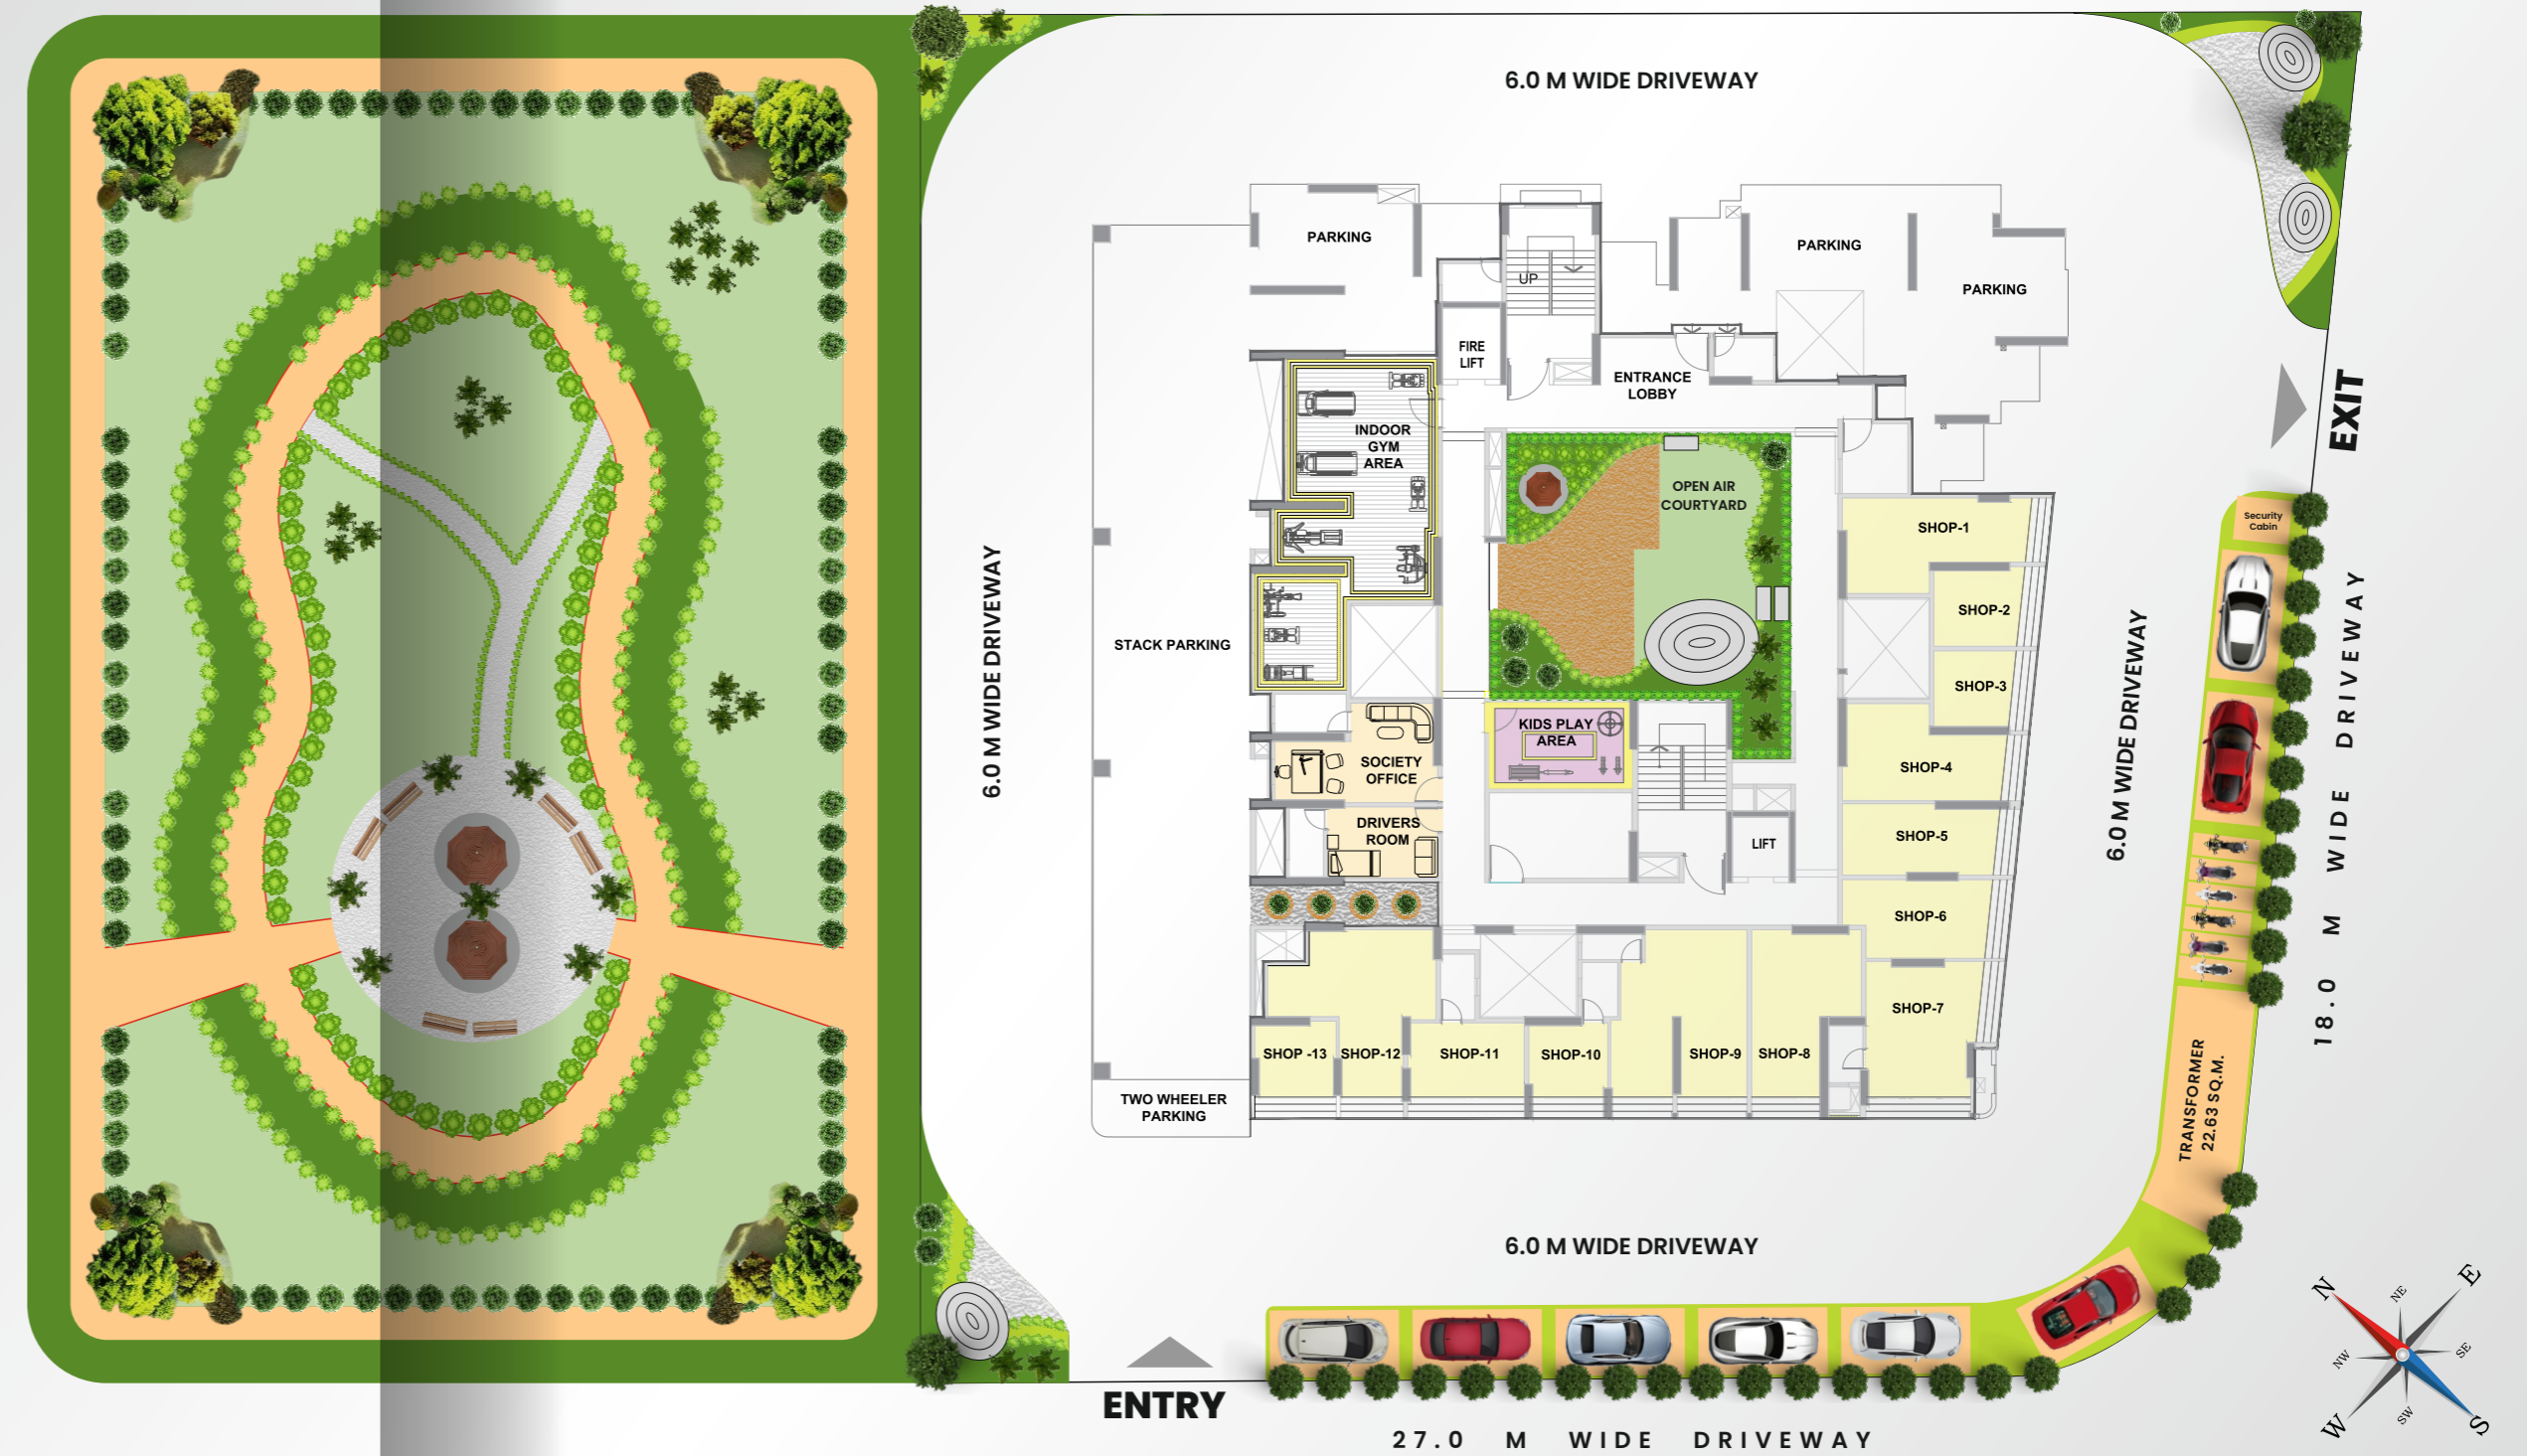 6.0 M WIDE DRIVEWAY
PARKING
PARKING
PARKING
UP
FIRE
LIFT
ENTRANCE
LOBBY
EXIT
INDOOR
GYM
AREA
OPEN AIR
COURTYARD
SHOP-1
Security
Cabin
SHOP-2
STACK PARKING
6.0 M WIDE DRIVEWAY
SHOP-3
KIDS PLAY
AREA
SOCIETY
OFFICE
SHOP-4
6.0 M WIDE DRIVEWAY
18.0 M WIDE DRIVEWAY
DRIVERS
ROOM
LIFT
SHOP-5
SHOP-6
SHOP-7
SHOP -13
SHOP-12
SHOP-11
SHOP-10
SHOP-9
SHOP-8
TWO WHEELER
PARKING
TRANSFORMER
22.63 SQ.M.
6.0 M WIDE DRIVEWAY
ENTRY
27.0 M WIDE DRIVEWAY
N
NE
E
NW
SE
W
SW
S